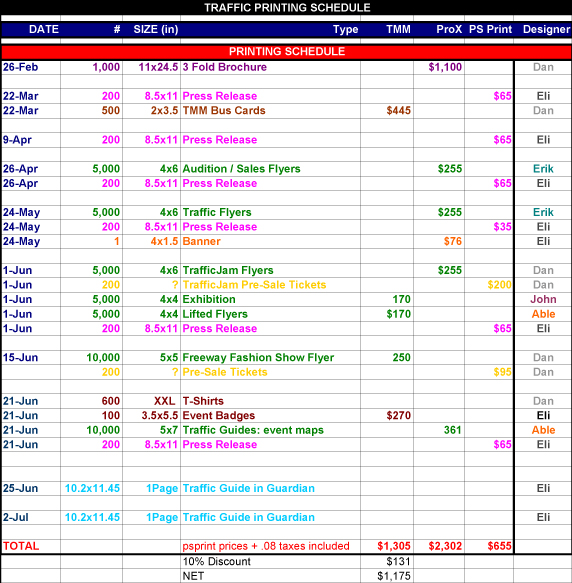 TRAFFIC PRINTING SCHEDULE
DATE # SIZE (in) Type TMM ProX PS Print Designer
PRINTING SCHEDULE
26-Feb 1,000 11x24.5 3 Fold Brochure $1,100 Dan
22-Mar 200 8.5x11 Press Release $65 Eli
22-Mar 500 2x3.5 TMM Bus Cards $445 Dan
9-Apr 200 8.5x11 Press Release $65 Eli
26-Apr 5,000 4x6 Audition / Sales Flyers $255 Erik
26-Apr 200 8.5x11 Press Release $65 Eli
24-May 5,000 4x6 Traffic Flyers $255 Erik
24-May 200 8.5x11 Press Release $35 Eli
24-May 1 4x1.5 Banner $76 Eli
1-Jun 5,000 4x6 TrafficJam Flyers $255 Dan
1-Jun 200 ? TrafficJam Pre-Sale Tickets $200 Dan
1-Jun 5,000 4x4 Exhibition 170 John
1-Jun 5,000 4x4 Lifted Flyers $170 Able
1-Jun 200 8.5x11 Press Release $65 Eli
15-Jun 10,000 5x5 Freeway Fashion Show Flyer 250 Dan
200 ? Pre-Sale Tickets $95 Dan
21-Jun 600 XXL T-Shirts Dan
21-Jun 100 3.5x5.5 Event Badges $270 Eli
21-Jun 10,000 5x7 Traffic Guides: event maps 361 Able
21-Jun 200 8.5x11 Press Release $65 Eli
25-Jun 10.2x11.45 1Page Traffic Guide in Guardian Eli
2-Jul 10.2x11.45 1Page Traffic Guide in Guardian Eli
TOTAL psprint prices + .08 taxes included $1,305 $2,302 $655
10% Discount $131
NET $1,175